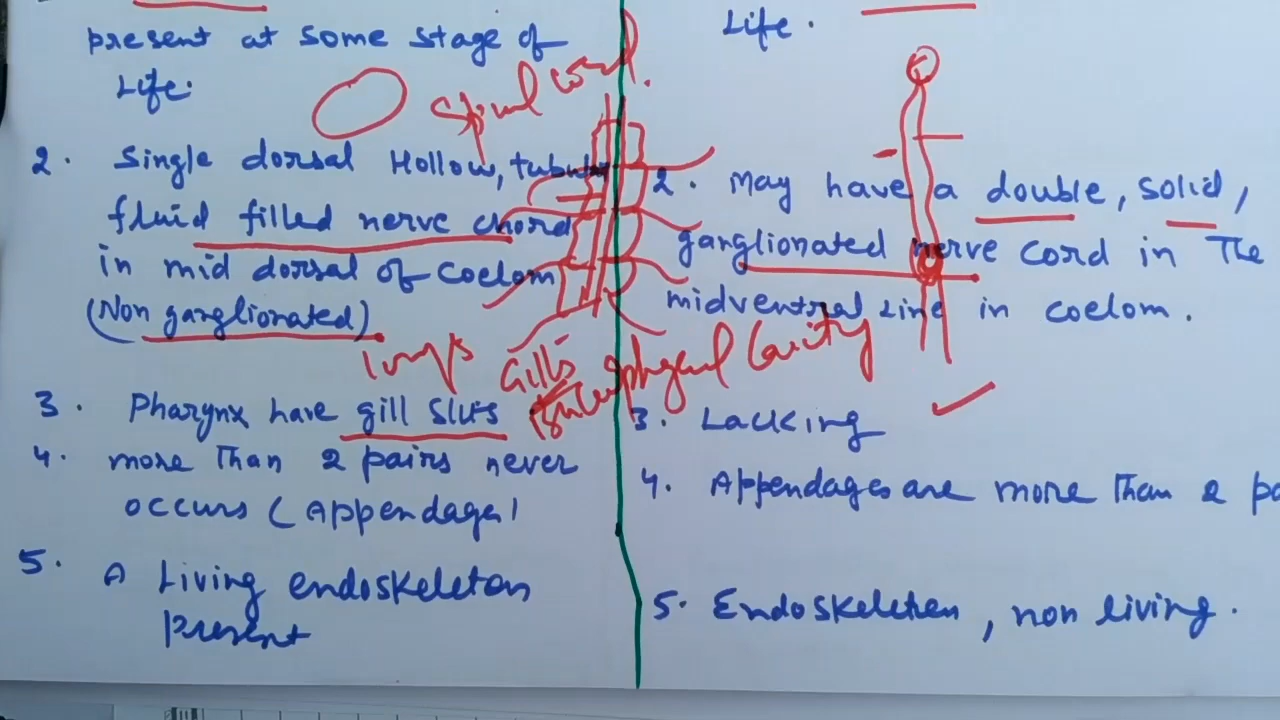 present at some stage of
Life.
Spinal cord.
2. Single dorsal Hollow, tubular
fluid filled nerve chord
in mid dorsal of coelom
(Non ganglionated)
lungs
Gills
3. Pharynx have gill slits
4. more Than 2 pairs never
occurs (Appendage)
5. A Living endoskeleton
Present
Life.
2. May have a double, solid,
ganglionated nerve cord in The
midventral Line in coelom.
Cavity
3. Lacking
4. Appendages are more Than 2 pa
5. Endoskeleten, non living.